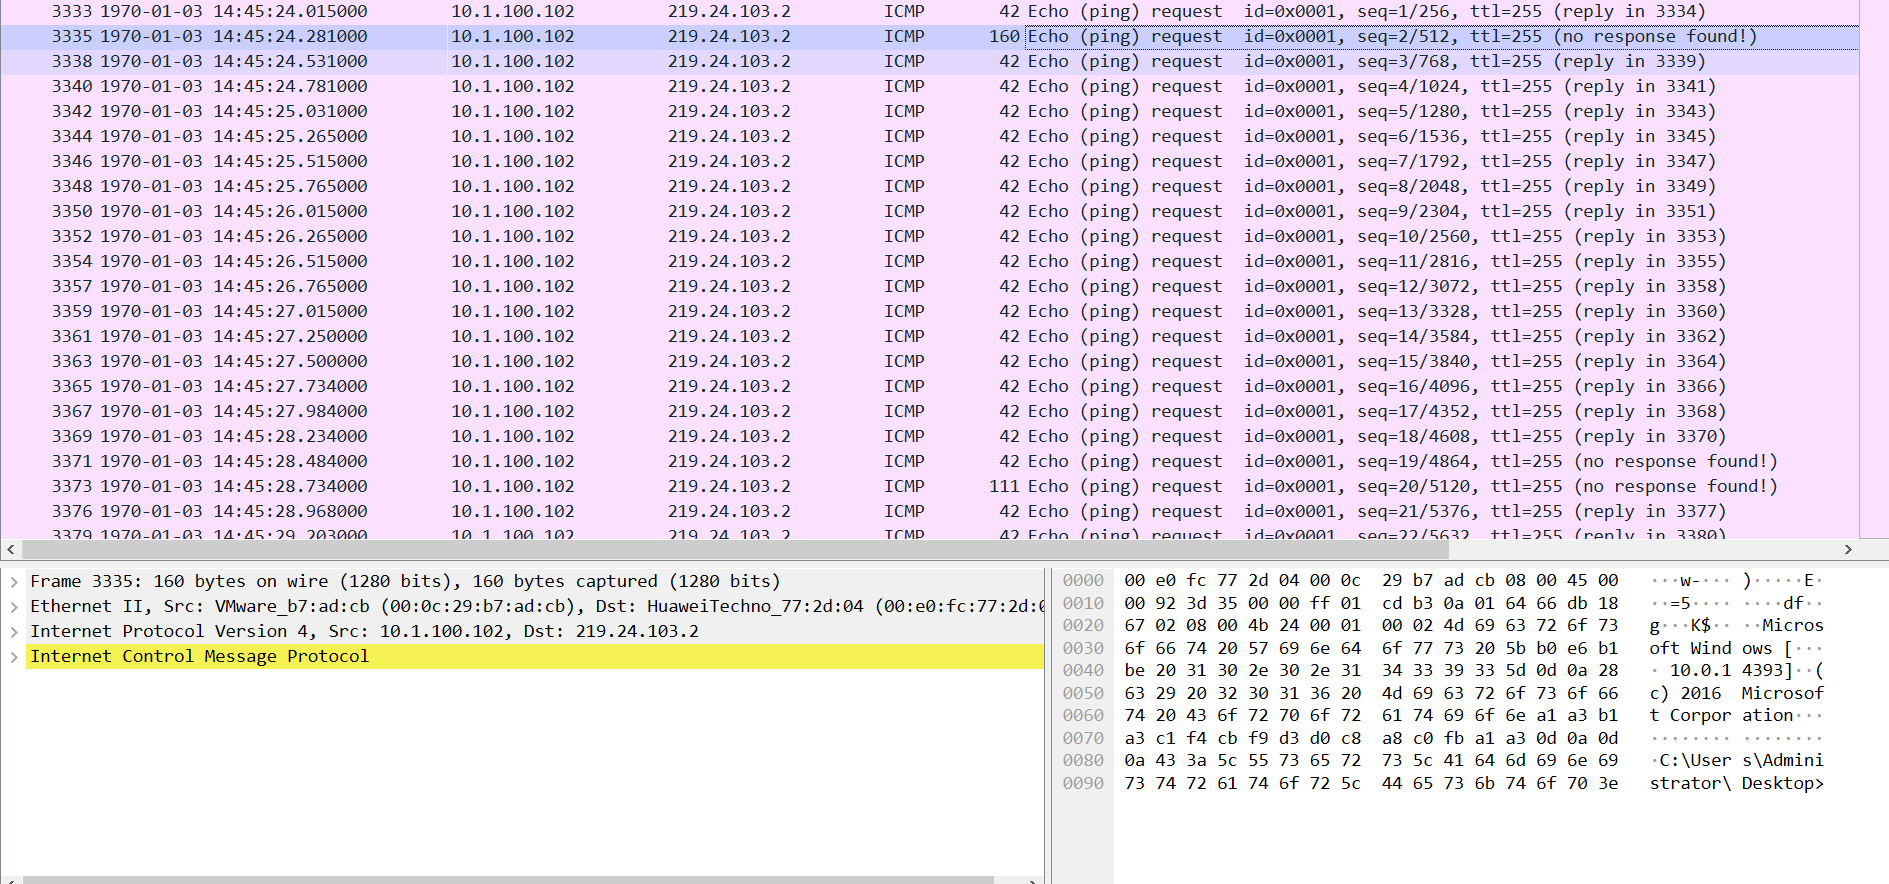 3333 1970-01-03 14:45:24.015000 10.1.100.102 219.24.103.2 ICMP 42 Echo (ping) request id=0x0001, seq=1/256, ttl=255 (reply in 3334)
3335 1970-01-03 14:45:24.281000 10.1.100.102 219.24.103.2 ICMP 160 Echo (ping) request id=0x0001, seq=2/512, ttl=255 (no response found!)
3338 1970-01-03 14:45:24.531000 10.1.100.102 219.24.103.2 ICMP 42 Echo (ping) request id=0x0001, seq=3/768, ttl=255 (reply in 3339)
3340 1970-01-03 14:45:24.781000 10.1.100.102 219.24.103.2 ICMP 42 Echo (ping) request id=0x0001, seq=4/1024, ttl=255 (reply in 3341)
3342 1970-01-03 14:45:25.031000 10.1.100.102 219.24.103.2 ICMP 42 Echo (ping) request id=0x0001, seq=5/1280, ttl=255 (reply in 3343)
3344 1970-01-03 14:45:25.265000 10.1.100.102 219.24.103.2 ICMP 42 Echo (ping) request id=0x0001, seq=6/1536, ttl=255 (reply in 3345)
3346 1970-01-03 14:45:25.515000 10.1.100.102 219.24.103.2 ICMP 42 Echo (ping) request id=0x0001, seq=7/1792, ttl=255 (reply in 3347)
3348 1970-01-03 14:45:25.765000 10.1.100.102 219.24.103.2 ICMP 42 Echo (ping) request id=0x0001, seq=8/2048, ttl=255 (reply in 3349)
3350 1970-01-03 14:45:26.015000 10.1.100.102 219.24.103.2 ICMP 42 Echo (ping) request id=0x0001, seq=9/2304, ttl=255 (reply in 3351)
3352 1970-01-03 14:45:26.265000 10.1.100.102 219.24.103.2 ICMP 42 Echo (ping) request id=0x0001, seq=10/2560, ttl=255 (reply in 3353)
3354 1970-01-03 14:45:26.515000 10.1.100.102 219.24.103.2 ICMP 42 Echo (ping) request id=0x0001, seq=11/2816, ttl=255 (reply in 3355)
3357 1970-01-03 14:45:26.765000 10.1.100.102 219.24.103.2 ICMP 42 Echo (ping) request id=0x0001, seq=12/3072, ttl=255 (reply in 3358)
3359 1970-01-03 14:45:27.015000 10.1.100.102 219.24.103.2 ICMP 42 Echo (ping) request id=0x0001, seq=13/3328, ttl=255 (reply in 3360)
3361 1970-01-03 14:45:27.250000 10.1.100.102 219.24.103.2 ICMP 42 Echo (ping) request id=0x0001, seq=14/3584, ttl=255 (reply in 3362)
3363 1970-01-03 14:45:27.500000 10.1.100.102 219.24.103.2 ICMP 42 Echo (ping) request id=0x0001, seq=15/3840, ttl=255 (reply in 3364)
3365 1970-01-03 14:45:27.734000 10.1.100.102 219.24.103.2 ICMP 42 Echo (ping) request id=0x0001, seq=16/4096, ttl=255 (reply in 3366)
3367 1970-01-03 14:45:27.984000 10.1.100.102 219.24.103.2 ICMP 42 Echo (ping) request id=0x0001, seq=17/4352, ttl=255 (reply in 3368)
3369 1970-01-03 14:45:28.234000 10.1.100.102 219.24.103.2 ICMP 42 Echo (ping) request id=0x0001, seq=18/4608, ttl=255 (reply in 3370)
3371 1970-01-03 14:45:28.484000 10.1.100.102 219.24.103.2 ICMP 42 Echo (ping) request id=0x0001, seq=19/4864, ttl=255 (no response found!)
3373 1970-01-03 14:45:28.734000 10.1.100.102 219.24.103.2 ICMP 111 Echo (ping) request id=0x0001, seq=20/5120, ttl=255 (no response found!)
3376 1970-01-03 14:45:28.968000 10.1.100.102 219.24.103.2 ICMP 42 Echo (ping) request id=0x0001, seq=21/5376, ttl=255 (reply in 3377)
3379 1970-01-03 14:45:29.203000 10.1.100.102 219.24.103.2 ICMP 42 Echo (ping) request id=0x0001, seq=22/5632, ttl=255 (reply in 3380)
Frame 3335: 160 bytes on wire (1280 bits), 160 bytes captured (1280 bits)
Ethernet II, Src: VMware_b7:ad:cb (00:0c:29:b7:ad:cb), Dst: HuaweiTechno_77:2d:04 (00:e0:fc:77:2d:0
Internet Protocol Version 4, Src: 10.1.100.102, Dst: 219.24.103.2
Internet Control Message Protocol
0000 00 e0 fc 77 2d 04 00 0c 29 b7 ad cb 08 00 45 00 ···w-··· )·····E·
0010 00 92 3d 35 00 00 ff 01 cd b3 0a 01 64 66 db 18 ··=5···· ····df··
0020 67 02 08 00 4b 24 00 01 00 02 4d 69 63 72 6f 73 g···K$·· ··Micros
0030 6f 66 74 20 57 69 6e 64 6f 77 73 20 5b b0 e6 b1 oft Wind ows [···
0040 be 20 31 30 2e 30 2e 31 34 33 39 33 5d 0d 0a 28 · 10.0.1 4393]··(
0050 63 29 20 32 30 31 36 20 4d 69 63 72 6f 73 6f 66 c) 2016 Microsof
0060 74 20 43 6f 72 70 6f 72 61 74 69 6f 6e a1 a3 b1 t Corpor ation···
0070 a3 c1 f4 cb f9 d3 d0 c8 a8 c0 fb a1 a3 0d 0a 0d ········ ········
0080 0a 43 3a 5c 55 73 65 72 73 5c 41 64 6d 69 6e 69 ·C:\User s\Admini
0090 73 74 72 61 74 6f 72 5c 44 65 73 6b 74 6f 70 3e strator\ Desktop>